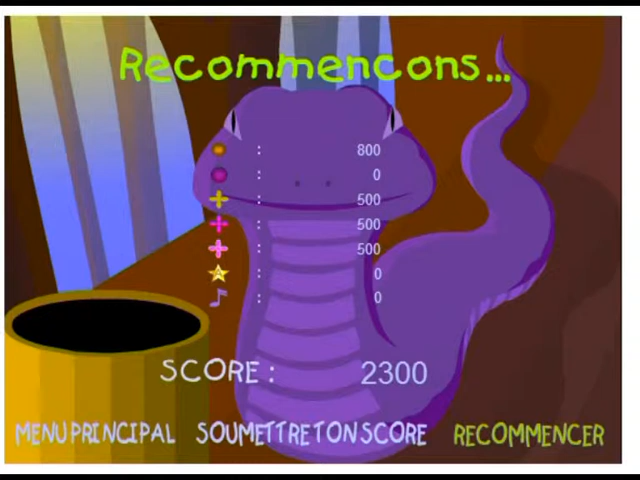 Recommencons...
: 800
: 0
: 500
: 500
: 500
: 0
: 0
SCORE: 2300
MENU PRINCIPAL SOUMETTRE TON SCORE RECOMMENCER